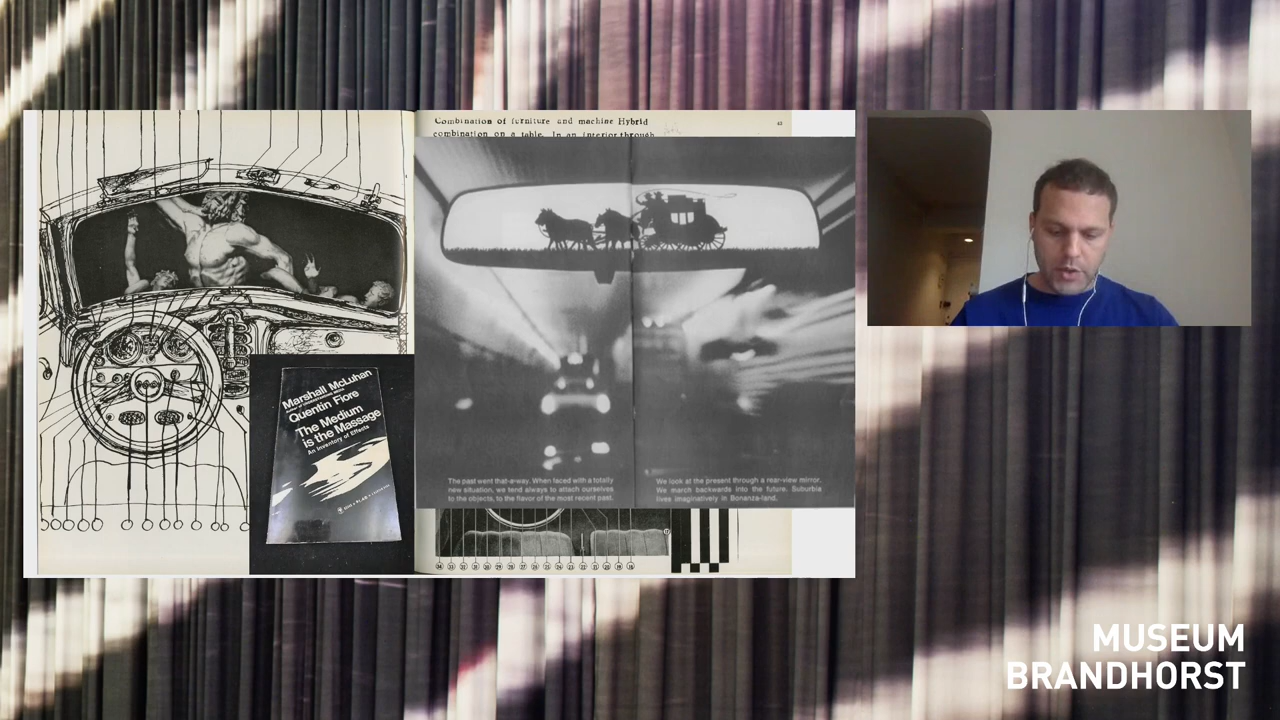 Combination of furniture and machine Hybrid
combination on a table. In an interior through
Marshall McLuhan
Quentin Fiore
The Medium
is the Massage
An Inventory of Effects
The past went that-a-way. When faced with a totally
new situation, we tend always to attach ourselves
to the objects, to the flavor of the most recent past.
We look at the present through a rear-view mirror.
We march backwards into the future. Suburbia
lives imaginatively in Bonanza-land.
MUSEUM
BRANDHORST